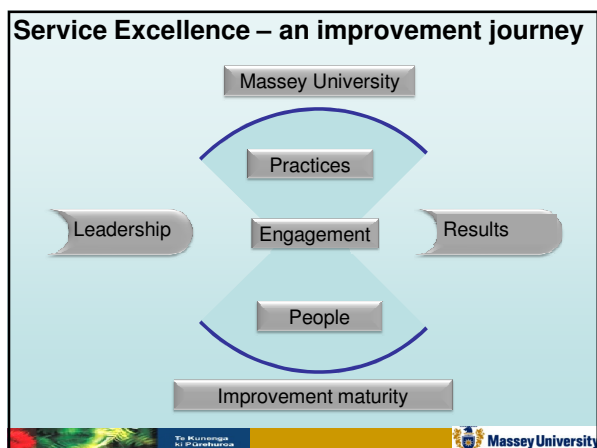 Service Excellence – an improvement journey
Massey University
Practices
Leadership
Engagement
Results
People
Improvement maturity
Te Kunenga
ki Pūrehuroa
Massey University